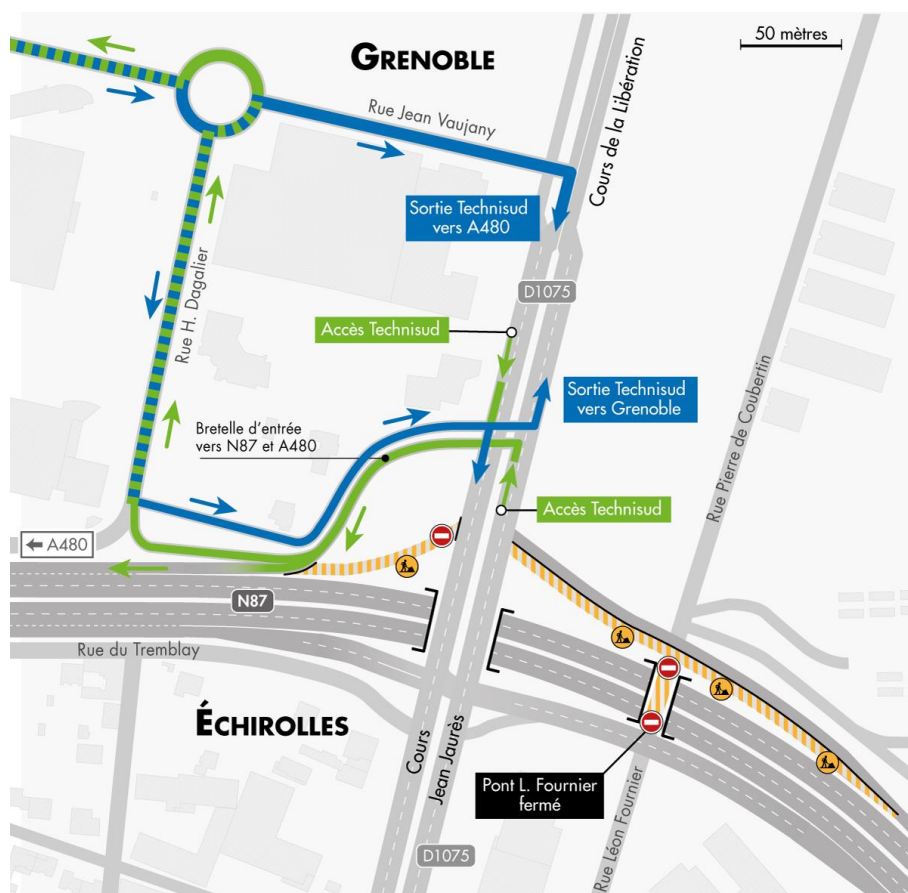 GRENOBLE
50 mètres
Rue Jean Vaujany
Cours de la Libération
Sortie Technisud
vers A480
D1075
Rue H. Dagalier
Accès Technisud
Sortie Technisud
vers Grenoble
Rue Pierre de Coubertin
Bretelle d'entrée
vers N87 et A480
Accès Technisud
A480
N87
Rue du Tremblay
ÉCHIROLLES
Cours
Jean Jaurès
Pont L. Fournier
fermé
Rue Léon Fournier
D1075